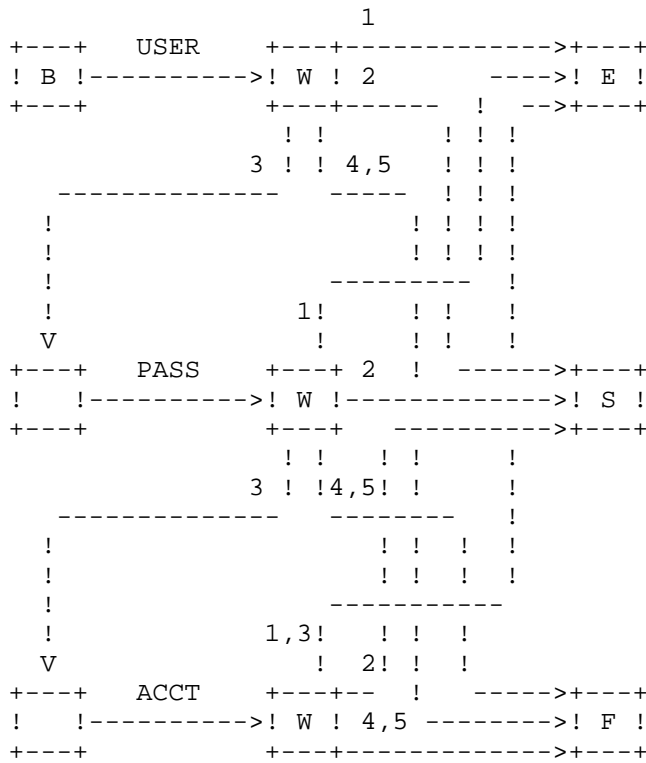 1
+---+   USER    +---+------------->+---+
! B !---------->! W ! 2       ---->! E !
+---+           +---+------  !  -->+---+
                 ! !       ! ! !
               3 ! ! 4,5   ! ! !
   --------------   -----  ! ! !
  !                      ! ! ! !
  !                      ! ! ! !
  !                 ---------  !
  !               1!     ! !   !
  V                !     ! !   !
+---+   PASS    +---+ 2  !  ------>+---+
!   !---------->! W !------------->! S !
+---+           +---+   ---------->+---+
                 ! !   ! !     !
               3 ! !4,5! !     !
   --------------   --------   !
  !                    ! !  !  !
  !                    ! !  !  !
  !                 -----------
  !             1,3!   ! !  !
  V                !  2! !  !
+---+   ACCT    +---+--  !   ----->+---+
!   !---------->! W ! 4,5 -------->! F !
+---+           +---+------------->+---+